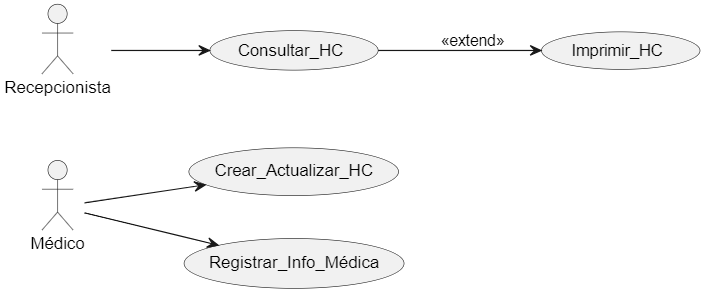 Recepcionista
Consultar_HC
«extend»
Imprimir_HC
Médico
Crear_Actualizar_HC
Registrar_Info_Médica